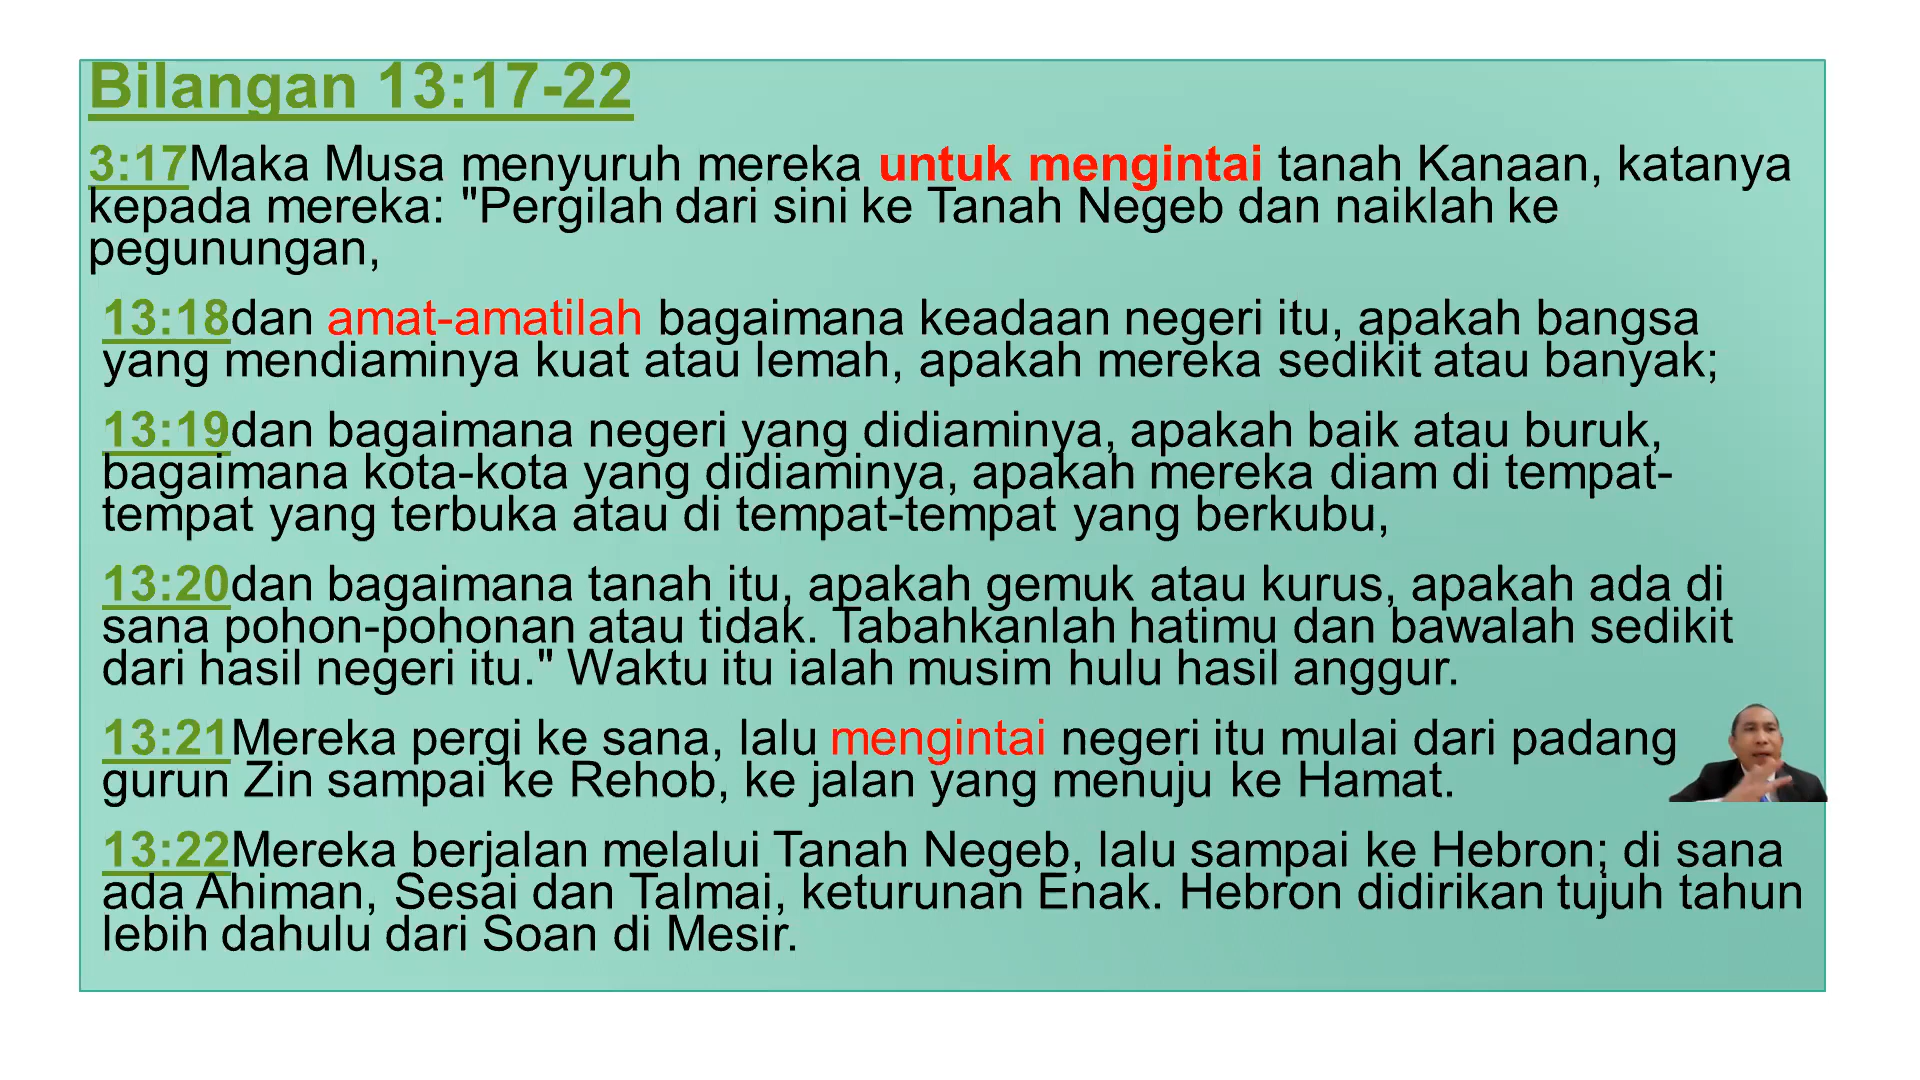 Bilangan 13:17-22
3:17Maka Musa menyuruh mereka untuk mengintai tanah Kanaan, katanya
kepada mereka: "Pergilah dari sini ke Tanah Negeb dan naiklah ke
pegunungan,
13:18dan amat-amatilah bagaimana keadaan negeri itu, apakah bangsa
yang mendiaminya kuat atau lemah, apakah mereka sedikit atau banyak;
13:19dan bagaimana negeri yang didiaminya, apakah baik atau buruk,
bagaimana kota-kota yang didiaminya, apakah mereka diam di tempat-
tempat yang terbuka atau di tempat-tempat yang berkubu,
13:20dan bagaimana tanah itu, apakah gemuk atau kurus, apakah ada di
sana pohon-pohonan atau tidak. Tabahkanlah hatimu dan bawalah sedikit
dari hasil negeri itu." Waktu itu ialah musim hulu hasil anggur.
13:21Mereka pergi ke sana, lalu mengintai negeri itu mulai dari padang
gurun Zin sampai ke Rehob, ke jalan yang menuju ke Hamat.
13:22Mereka berjalan melalui Tanah Negeb, lalu sampai ke Hebron; di sana
ada Ahiman, Sesai dan Talmai, keturunan Enak. Hebron didirikan tujuh tahun
lebih dahulu dari Soan di Mesir.